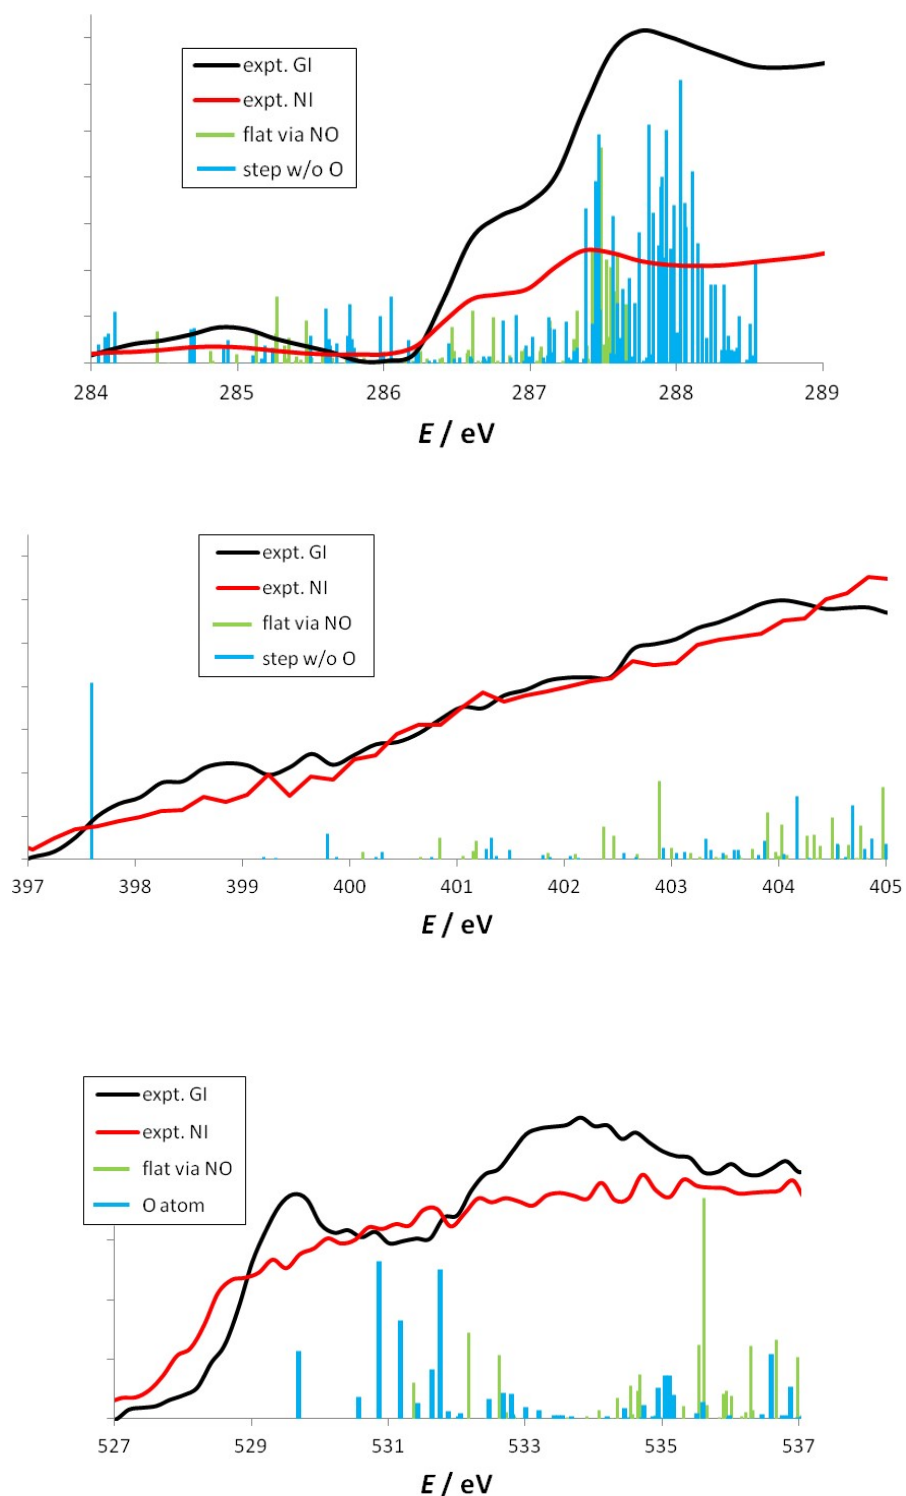 expt. GI
expt. NI
flat via NO
step w/o O
284 285 286 287 288 289
E / eV
expt. GI
expt. NI
flat via NO
step w/o O
397 398 399 400 401 402 403 404 405
E / eV
expt. GI
expt. NI
flat via NO
O atom
527 529 531 533 535 537
E / eV